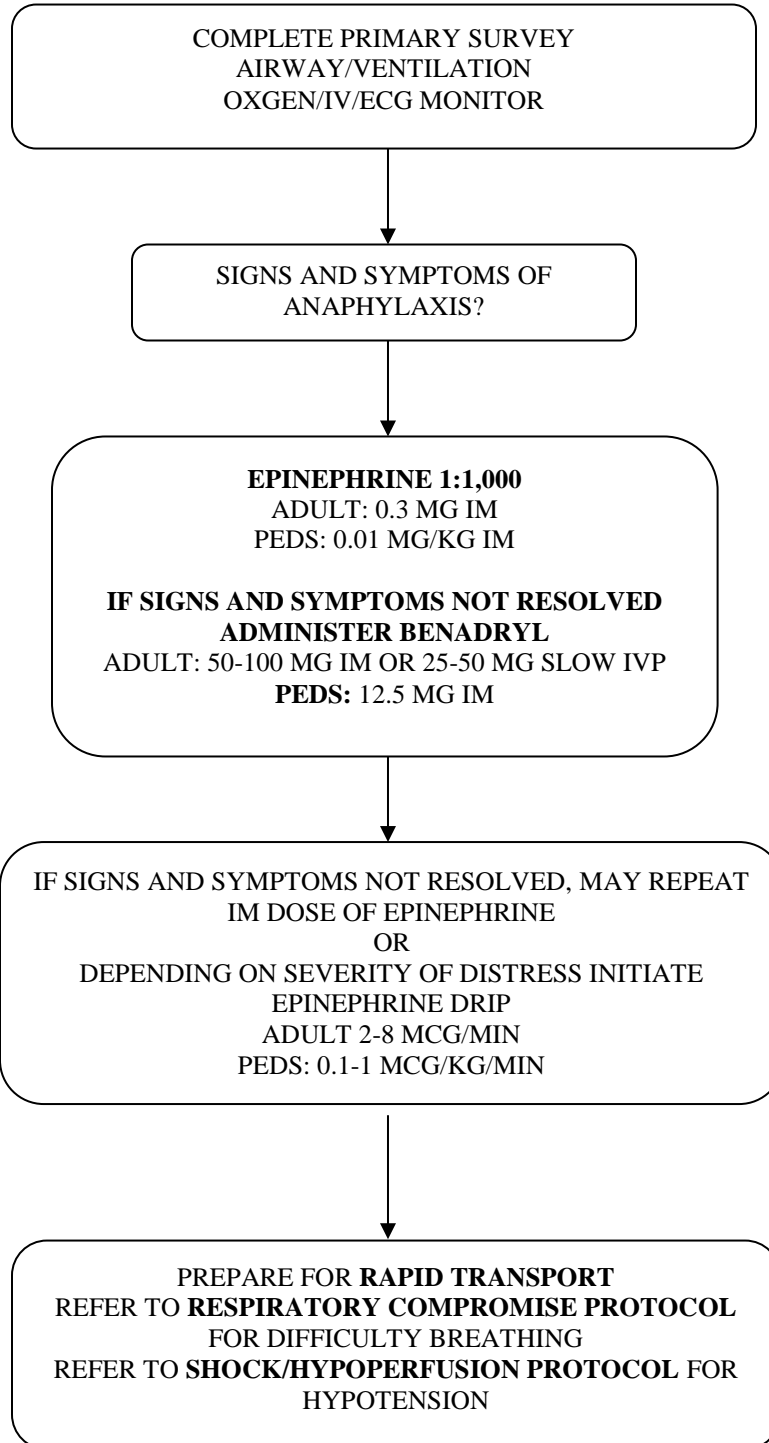 COMPLETE PRIMARY SURVEY
AIRWAY/VENTILATION
OXGEN/IV/ECG MONITOR
SIGNS AND SYMPTOMS OF
ANAPHYLAXIS?
EPINEPHRINE 1:1,000
ADULT: 0.3 MG IM
PEDS: 0.01 MG/KG IM
IF SIGNS AND SYMPTOMS NOT RESOLVED
ADMINISTER BENADRYL
ADULT: 50-100 MG IM OR 25-50 MG SLOW IVP
PEDS: 12.5 MG IM
IF SIGNS AND SYMPTOMS NOT RESOLVED, MAY REPEAT
IM DOSE OF EPINEPHRINE
OR
DEPENDING ON SEVERITY OF DISTRESS INITIATE
EPINEPHRINE DRIP
ADULT 2-8 MCG/MIN
PEDS: 0.1-1 MCG/KG/MIN
PREPARE FOR RAPID TRANSPORT
REFER TO RESPIRATORY COMPROMISE PROTOCOL
FOR DIFFICULTY BREATHING
REFER TO SHOCK/HYPOPERFUSION PROTOCOL FOR
HYPOTENSION